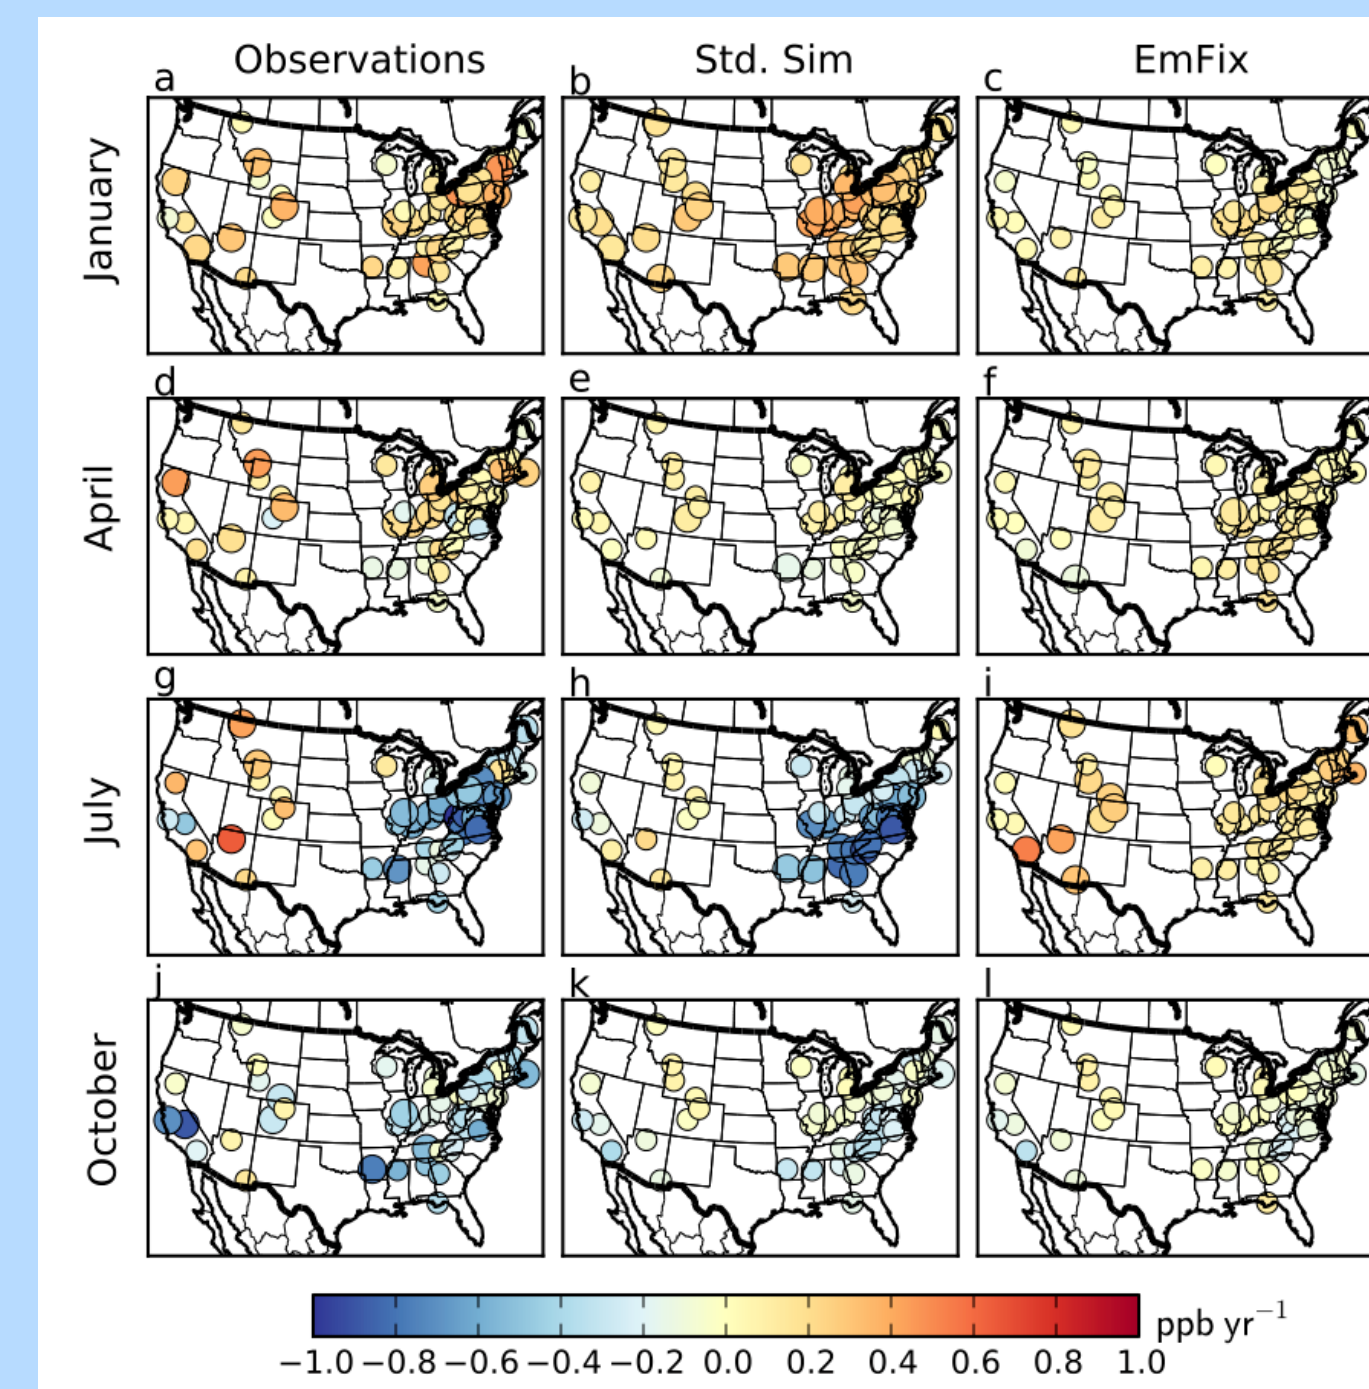 Observations Std. Sim EmFix
a b c
January
d e f
April
g h i
July
j k l
October
−1.0 −0.8 −0.6 −0.4 −0.2 0.0 0.2 0.4 0.6 0.8 1.0
ppb yr⁻¹